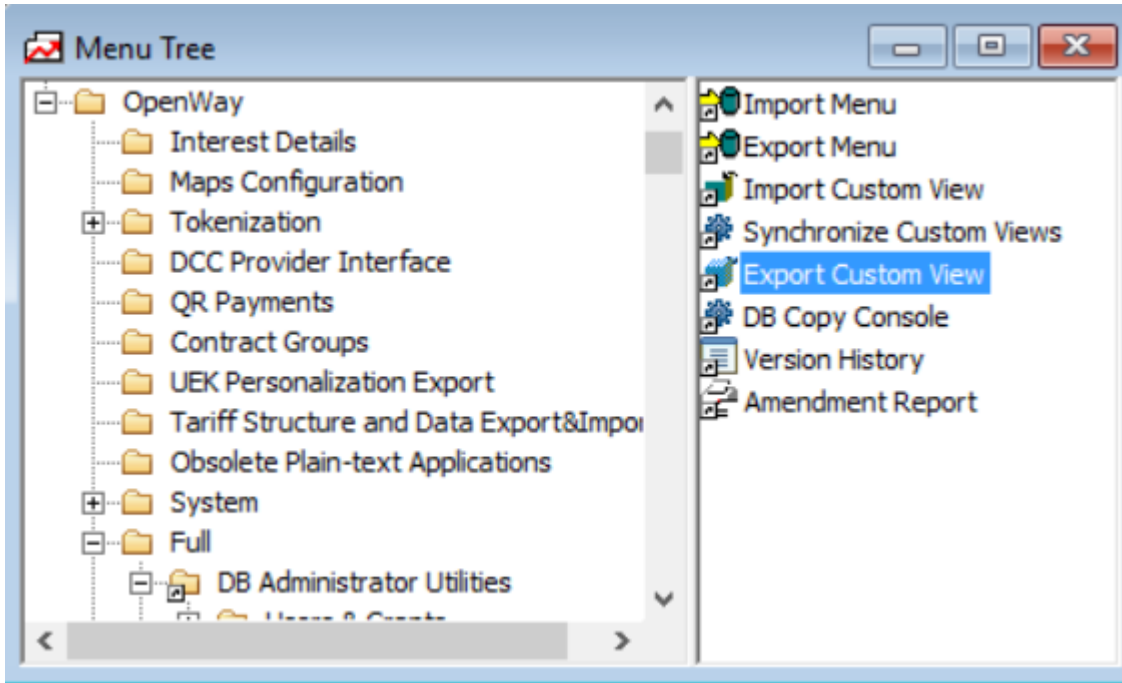 Menu Tree
OpenWay
Interest Details
Maps Configuration
Tokenization
DCC Provider Interface
QR Payments
Contract Groups
UEK Personalization Export
Tariff Structure and Data Export&Impor
Obsolete Plain-text Applications
System
Full
DB Administrator Utilities
Users & Grants
Import Menu
Export Menu
Import Custom View
Synchronize Custom Views
Export Custom View
DB Copy Console
Version History
Amendment Report